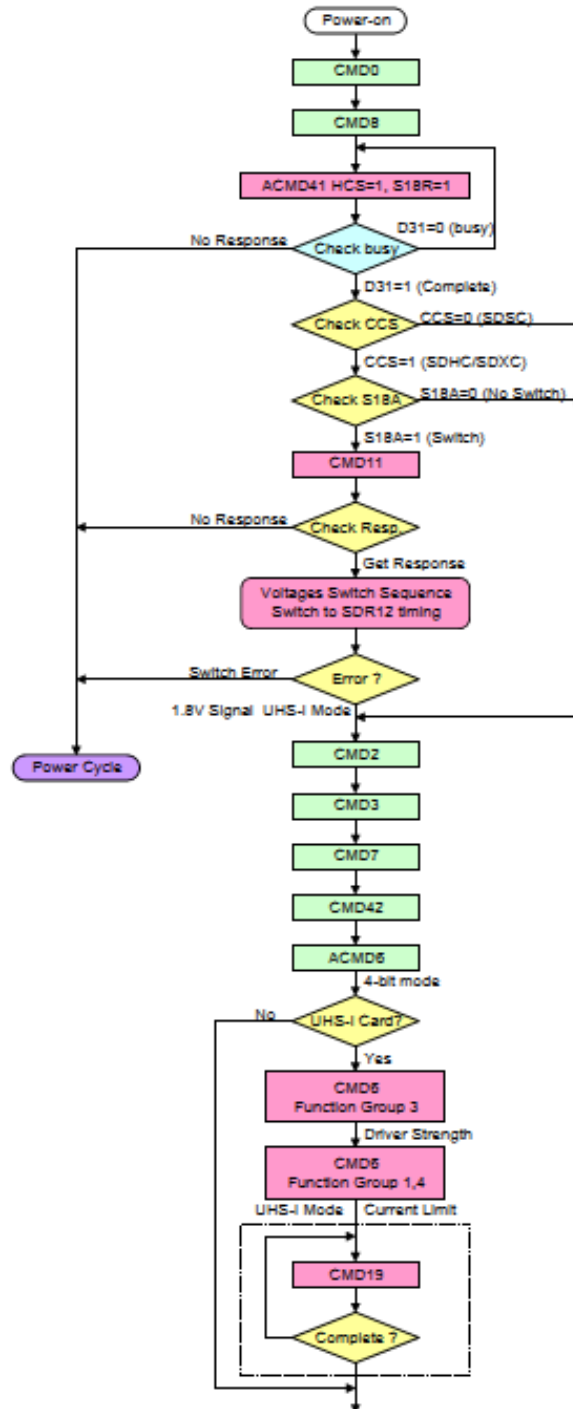 Power-on
CMD0
CMD8
ACMD41 HCS=1, S18R=1
D31=0 (busy)
No Response
Check busy
D31=1 (Complete)
Check CCS
CCS=0 (SDSC)
CCS=1 (SDHC/SDXC)
Check S18A
S18A=0 (No Switch)
S18A=1 (Switch)
CMD11
No Response
Check Resp.
Get Response
Voltages Switch Sequence
Switch to SDR12 timing
Switch Error
Error ?
1.8V Signal UHS-I Mode
CMD2
Power Cycle
CMD3
CMD7
CMD42
ACMD6
4-bit mode
No
UHS-I Card?
Yes
CMD6
Function Group 3
Driver Strength
CMD6
Function Group 1,4
UHS-I Mode
Current Limit
CMD19
Complete ?